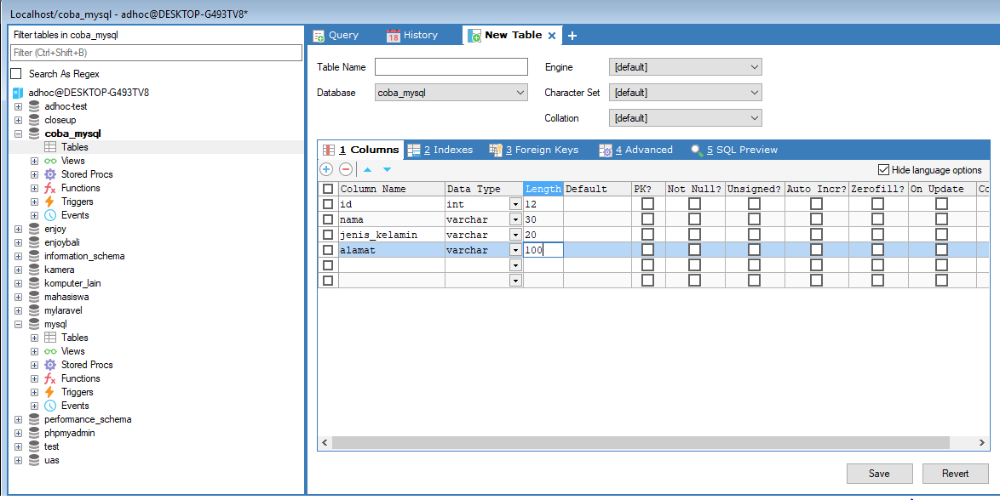 Localhost/coba_mysql - adhoc@DESKTOP-G493TV8*
Filter tables in coba_mysql
Filter (Ctrl+Shift+B)
Search As Regex
adhoc@DESKTOP-G493TV8
adhoc-test
closeup
coba_mysql
Tables
Views
Stored Procs
Functions
Triggers
Events
enjoy
enjoybali
information_schema
kamera
komputer_lain
mahasiswa
mylaravel
mysql
Tables
Views
Stored Procs
Functions
Triggers
Events
performance_schema
phpmyadmin
test
uas
Query History New Table
Table Name Engine [default]
Database coba_mysql Character Set [default]
Collation [default]
1 Columns 2 Indexes 3 Foreign Keys 4 Advanced 5 SQL Preview
Hide language options
Column Name Data Type Length Default PK? Not Null? Unsigned? Auto Incr? Zerofill? On Update Co
id int 12
nama varchar 30
jenis_kelamin varchar 20
alamat varchar 100
Save Revert